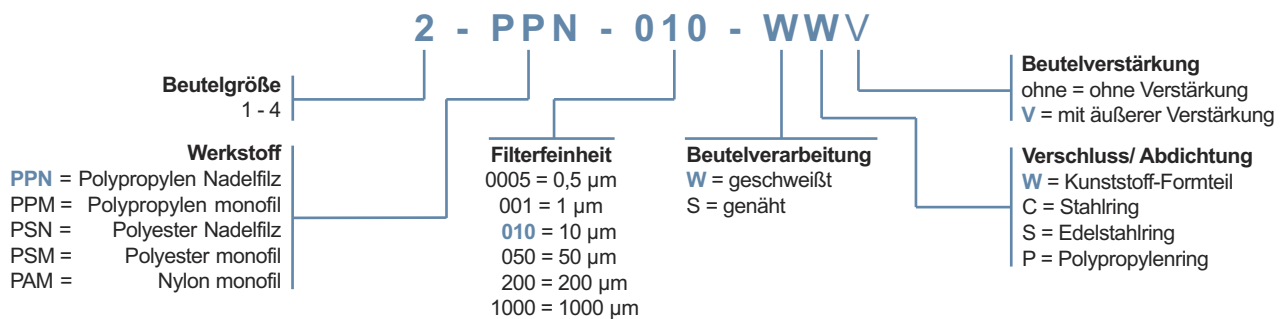 2 - PPN - 010 - WWV
Beutelgröße
1 - 4
Werkstoff
PPN = Polypropylen Nadelfilz
PPM = Polypropylen monofil
PSN = Polyester Nadelfilz
PSM = Polyester monofil
PAM = Nylon monofil
Filterfeinheit
0005 = 0,5 µm
001 = 1 µm
010 = 10 µm
050 = 50 µm
200 = 200 µm
1000 = 1000 µm
Beutelverarbeitung
W = geschweißt
S = genäht
Beutelverstärkung
ohne = ohne Verstärkung
V = mit äußerer Verstärkung
Verschluss/ Abdichtung
W = Kunststoff-Formteil
C = Stahlring
S = Edelstahlring
P = Polypropylenring